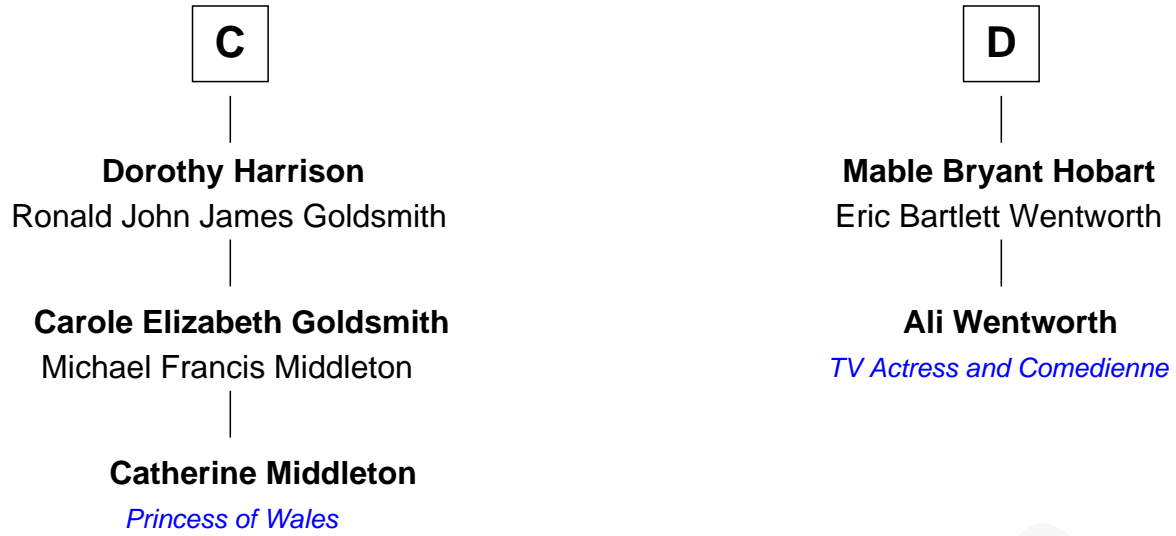 C
Dorothy Harrison
Ronald John James Goldsmith
Carole Elizabeth Goldsmith
Michael Francis Middleton
Catherine Middleton
Princess of Wales
D
Mable Bryant Hobart
Eric Bartlett Wentworth
Ali Wentworth
TV Actress and Comedienne